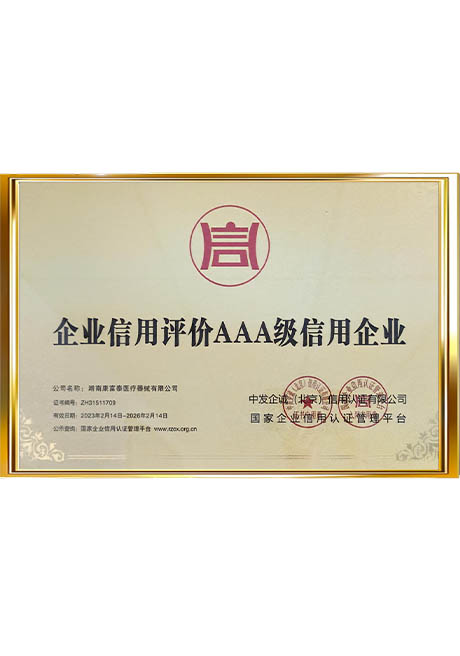 企业信用评价AAA级信用企业
公司名称：湖南康富泰医疗器械有限公司
证书编号：ZH31511709
有效日期：2023年2月14日-2026年2月14日
公示查询：国家企业信用认证管理平台 www.rzox.org.cn
中发企诚（北京）信用认证有限公司
国家企业信用认证管理平台